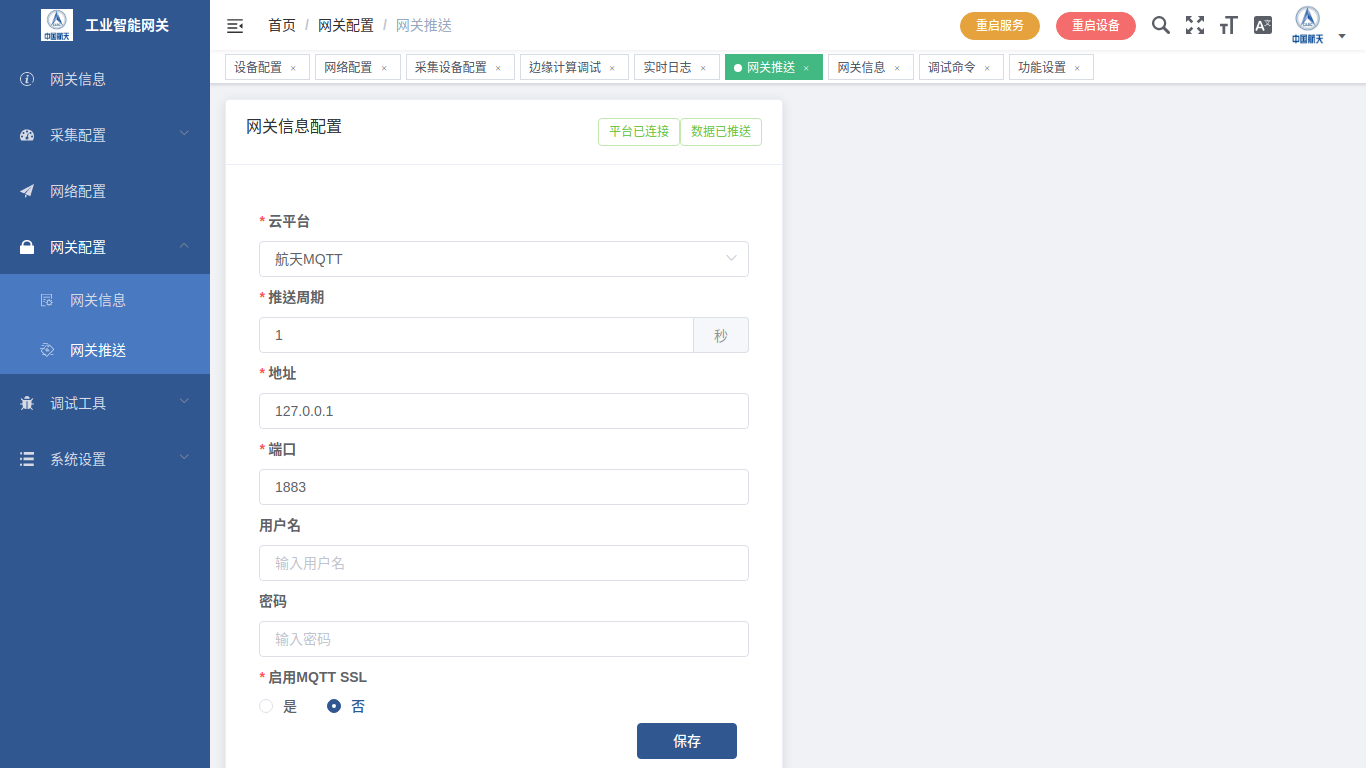 中国航天 工业智能网关
首页 / 网关配置 / 网关推送
重启服务 重启设备 中国航天
设备配置 × 网络配置 × 采集设备配置 × 边缘计算调试 × 实时日志 × 网关推送 × 网关信息 × 调试命令 × 功能设置 ×
网关信息
采集配置
网络配置
网关配置
网关信息
网关推送
调试工具
系统设置
网关信息配置 平台已连接 数据已推送
* 云平台
航天MQTT
* 推送周期
1 秒
* 地址
127.0.0.1
* 端口
1883
用户名
输入用户名
密码
输入密码
* 启用MQTT SSL
是 否
保存